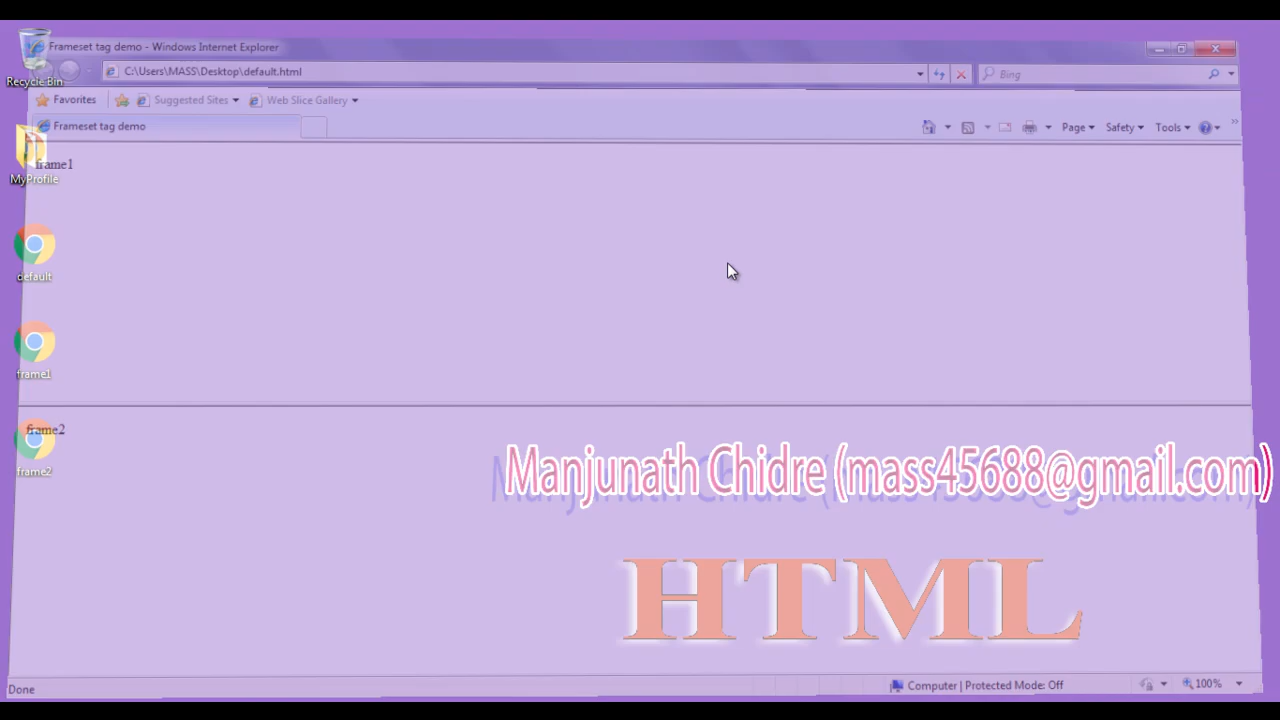 Frameset tag demo - Windows Internet Explorer
Recycle Bin
C:\Users\MASS\Desktop\default.html
Bing
Favorites
Suggested Sites
Web Slice Gallery
Frameset tag demo
Page
Safety
Tools
frame1
MyProfile
default
frame1
frame2
frame2
Manjunath Chidre (mass45688@gmail.com)
HTML
Done
Computer | Protected Mode: Off
100%